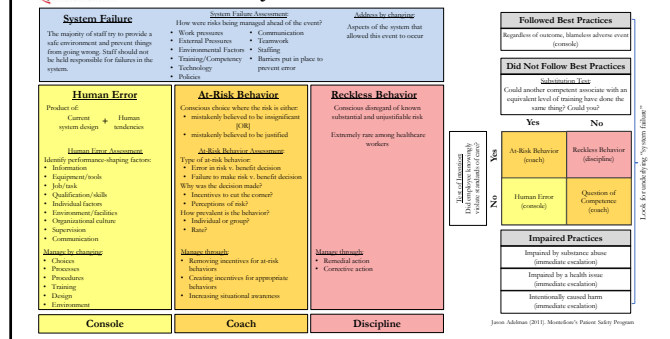 System Failure
The majority of staff try to provide a
safe environment and prevent things
from going wrong. Staff should not
be held responsible for failures in the
system.
System Failure Assessment:
How were risks being managed ahead of the event?
• Work pressures
• External Pressures
• Environmental Factors
• Training/Competency
• Technology
• Policies
• Communication
• Teamwork
• Staffing
• Barriers put in place to
prevent error
Address by changing:
Aspects of the system that
allowed this event to occur
Human Error
Product of:
Current
system design
+
Human
tendencies
Human Error Assessment
Identify performance-shaping factors:
• Information
• Equipment/tools
• Job/task
• Qualification/skills
• Individual factors
• Environment/facilities
• Organizational culture
• Supervision
• Communication
Manage by changing:
• Choices
• Processes
• Procedures
• Training
• Design
• Environment
Console
At-Risk Behavior
Conscious choice where the risk is either:
• mistakenly believed to be insignificant
[OR]
• mistakenly believed to be justified
At-Risk Behavior Assessment:
Type of at-risk behavior:
• Error in risk v. benefit decision
• Failure to make risk v. benefit decision
Why was the decision made?
• Incentives to cut the corner?
• Perceptions of risk?
How prevalent is the behavior?
• Individual or group?
• Rate?
Manage through:
• Removing incentives for at-risk
behaviors
• Creating incentives for appropriate
behaviors
• Increasing situational awareness
Coach
Reckless Behavior
Conscious disregard of known
substantial and unjustifiable risk
Extremely rare among healthcare
workers
Manage through:
• Remedial action
• Corrective action
Discipline
Followed Best Practices
Regardless of outcome, blameless adverse event
(console)
Did Not Follow Best Practices
Substitution Test:
Could another competent associate with an
equivalent level of training have done the
same thing? Could you?
Yes
No
Test of Intention:
Did employee knowingly
violate standards of care?
Yes
No
At-Risk Behavior
(coach)
Reckless Behavior
(discipline)
Human Error
(console)
Question of
Competence
(coach)
Impaired Practices
Impaired by substance abuse
(immediate escalation)
Impaired by a health issue
(immediate escalation)
Intentionally caused harm
(immediate escalation)
Look for underlying "system failure"
Jason Adelman (2011). Montefiore's Patient Safety Program